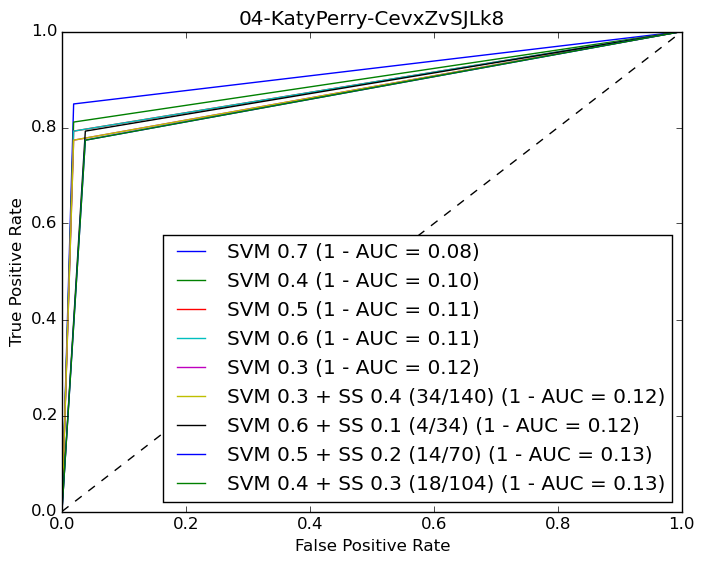 04-KatyPerry-CevxZvSJLk8
True Positive Rate
1.0
0.8
0.6
0.4
0.2
0.0
SVM 0.7 (1 - AUC = 0.08)
SVM 0.4 (1 - AUC = 0.10)
SVM 0.5 (1 - AUC = 0.11)
SVM 0.6 (1 - AUC = 0.11)
SVM 0.3 (1 - AUC = 0.12)
SVM 0.3 + SS 0.4 (34/140) (1 - AUC = 0.12)
SVM 0.6 + SS 0.1 (4/34) (1 - AUC = 0.12)
SVM 0.5 + SS 0.2 (14/70) (1 - AUC = 0.13)
SVM 0.4 + SS 0.3 (18/104) (1 - AUC = 0.13)
0.0 0.2 0.4 0.6 0.8 1.0
False Positive Rate